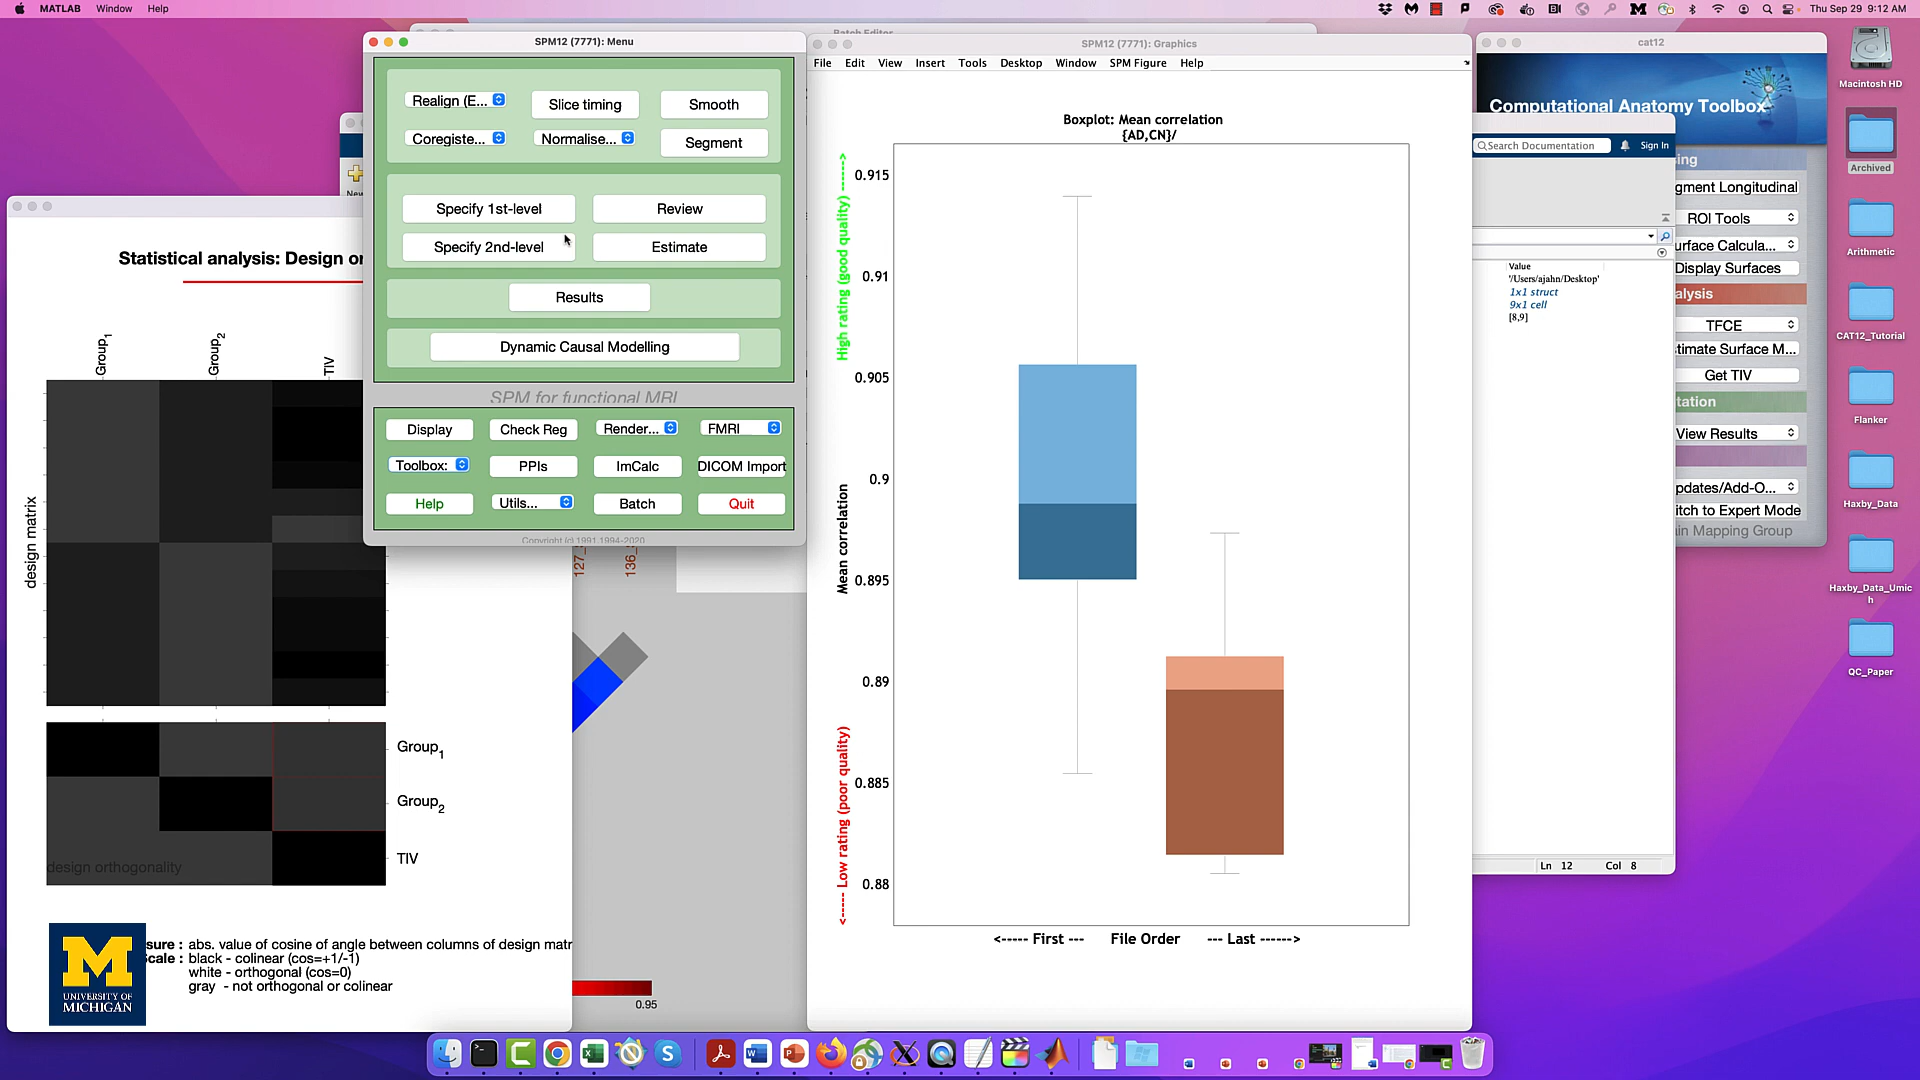 MATLAB Window Help
Thu Sep 29 9:12 AM
Batch Editor
SPM12 (7771): Menu
Realign (E... Slice timing Smooth
Coregiste... Normalise... Segment
Specify 1st-level Review
Specify 2nd-level Estimate
Results
Dynamic Causal Modelling
SPM for functional MRI
Display Check Reg Render... FMRI
Toolbox: PPIs ImCalc DICOM Import
Help Utils... Batch Quit
Copyright (c) 1991,1994-2020
New
Statistical analysis: Design or
Group1
Group2
TIV
design matrix
Group1
Group2
TIV
design orthogonality
sure : abs. value of cosine of angle between columns of design matr
cale : black - colinear (cos=+1/-1)
white - orthogonal (cos=0)
gray - not orthogonal or colinear
M
UNIVERSITY OF
MICHIGAN
127_
136_
0.95
SPM12 (7771): Graphics
File Edit View Insert Tools Desktop Window SPM Figure Help
Boxplot: Mean correlation
{AD,CN}/
High rating (good quality) ------>
Mean correlation
<----- Low rating (poor quality)
0.915
0.91
0.905
0.9
0.895
0.89
0.885
0.88
<----- First --- File Order --- Last ------>
cat12
Computational Anatomy Toolbox
Search Documentation Sign In
sing
gment Longitudinal
ROI Tools
urface Calcula...
Display Surfaces
alysis
TFCE
timate Surface M...
Get TIV
tation
View Results
pdates/Add-O...
itch to Expert Mode
in Mapping Group
Value
'/Users/ajahn/Desktop'
1x1 struct
9x1 cell
[8,9]
Ln 12 Col 8
Macintosh HD
Archived
Arithmetic
CAT12_Tutorial
Flanker
Haxby_Data
Haxby_Data_Umic
h
QC_Paper